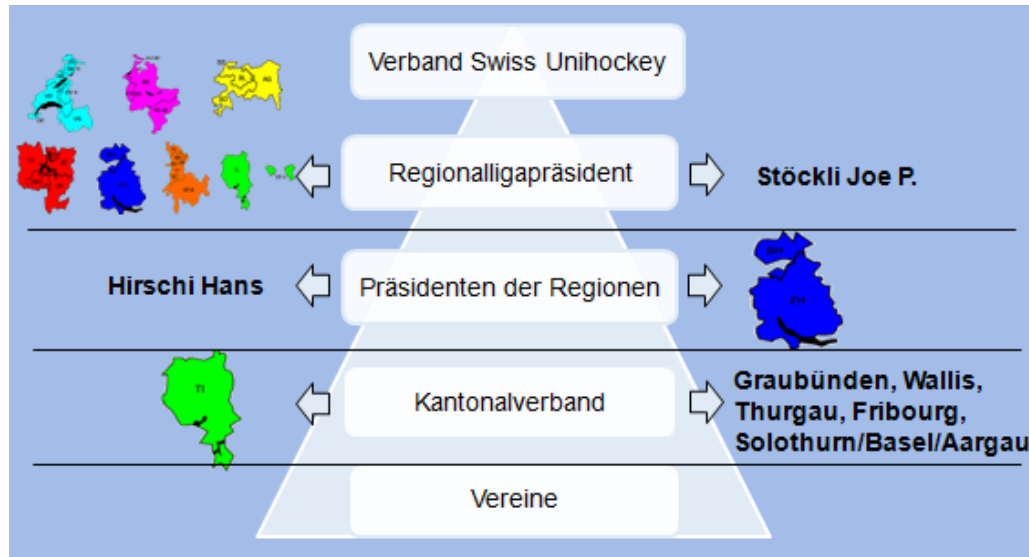 Verband Swiss Unihockey
Regionalligapräsident
Stöckli Joe P.
Hirschi Hans
Präsidenten der Regionen
SH
ZH
TI
Kantonalverband
Graubünden, Wallis,
Thurgau, Fribourg,
Solothurn/Basel/Aargau
Vereine